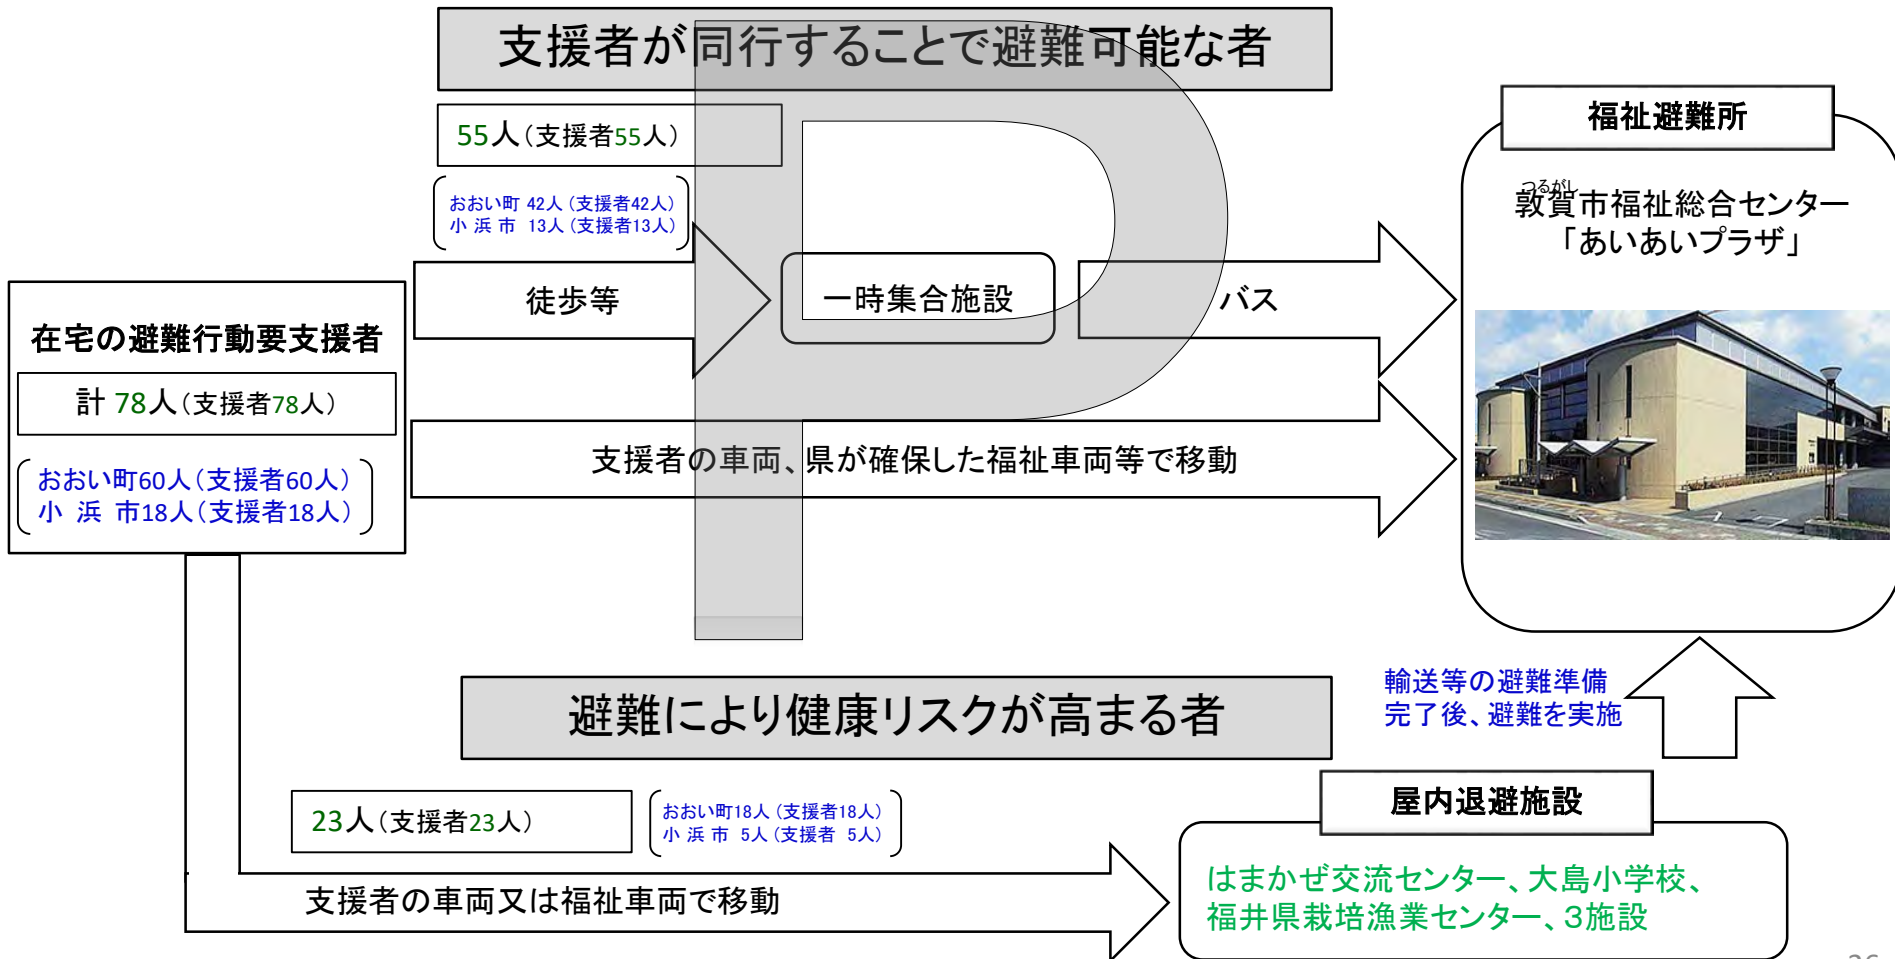 支援者が同行することで避難可能な者
55人(支援者55人)
おおい町 42人(支援者42人)
小 浜 市 13人(支援者13人)
徒歩等
一時集合施設
バス
在宅の避難行動要支援者
計 78人(支援者78人)
おおい町60人(支援者60人)
小 浜 市18人(支援者18人)
支援者の車両、県が確保した福祉車両等で移動
P
福祉避難所
つるがし
敦賀市福祉総合センター
「あいあいプラザ」
避難により健康リスクが高まる者
輸送等の避難準備
完了後、避難を実施
23人(支援者23人)
おおい町18人(支援者18人)
小 浜 市 5人(支援者 5人)
支援者の車両又は福祉車両で移動
屋内退避施設
はまかぜ交流センター、大島小学校、
福井県栽培漁業センター、3施設